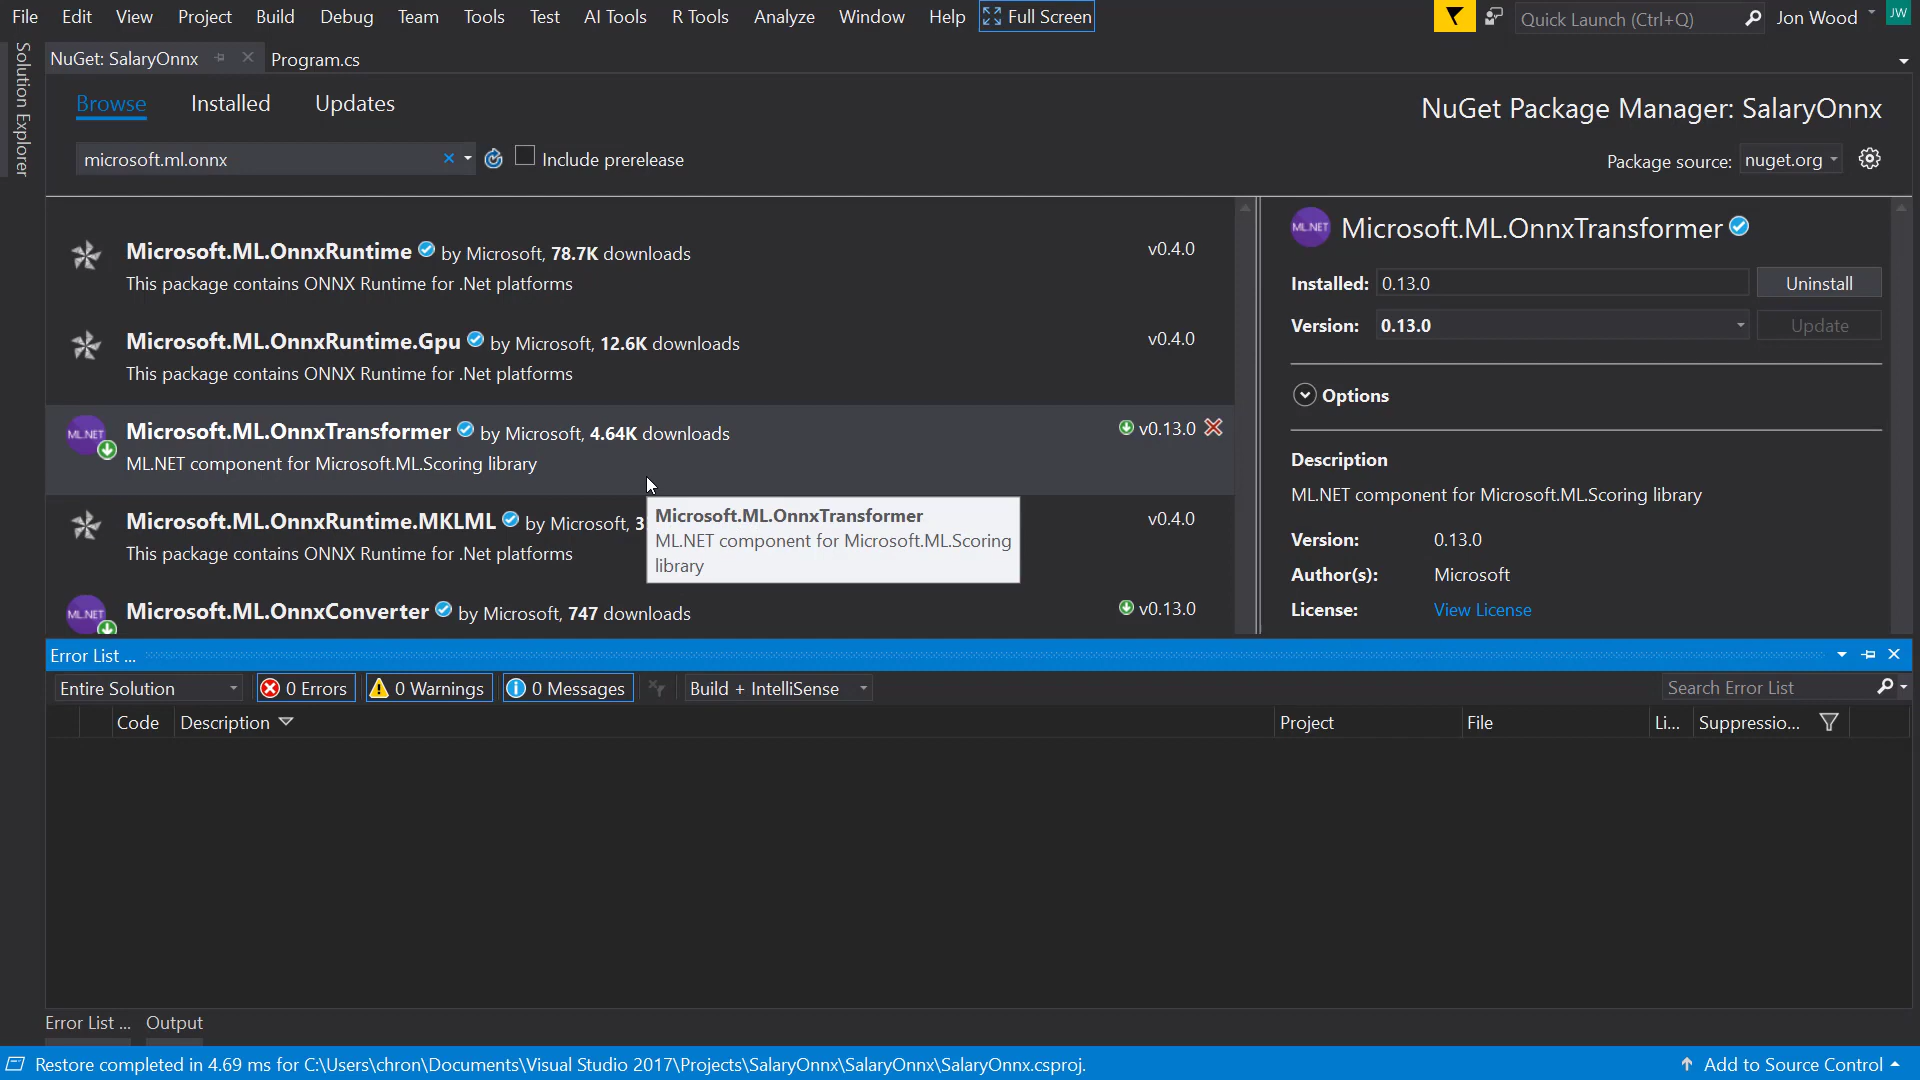 File Edit View Project Build Debug Team Tools Test AI Tools R Tools Analyze Window Help Full Screen Quick Launch (Ctrl+Q) Jon Wood JW
Solution Explorer
NuGet: SalaryOnnx Program.cs
Browse Installed Updates
NuGet Package Manager: SalaryOnnx
microsoft.ml.onnx Include prerelease
Package source: nuget.org
Microsoft.ML.OnnxRuntime by Microsoft, 78.7K downloads v0.4.0
This package contains ONNX Runtime for .Net platforms
Microsoft.ML.OnnxRuntime.Gpu by Microsoft, 12.6K downloads v0.4.0
This package contains ONNX Runtime for .Net platforms
ML.NET
Microsoft.ML.OnnxTransformer by Microsoft, 4.64K downloads v0.13.0
ML.NET component for Microsoft.ML.Scoring library
Microsoft.ML.OnnxRuntime.MKLML by Microsoft, 3 v0.4.0
This package contains ONNX Runtime for .Net platforms
Microsoft.ML.OnnxTransformer
ML.NET component for Microsoft.ML.Scoring
library
ML.NET
Microsoft.ML.OnnxConverter by Microsoft, 747 downloads v0.13.0
ML.NET
Microsoft.ML.OnnxTransformer
Installed: 0.13.0 Uninstall
Version: 0.13.0 Update
Options
Description
ML.NET component for Microsoft.ML.Scoring library
Version: 0.13.0
Author(s): Microsoft
License: View License
Error List ...
Entire Solution 0 Errors 0 Warnings 0 Messages Build + IntelliSense Search Error List
Code Description Project File Li... Suppressio...
Error List ... Output
Restore completed in 4.69 ms for C:\Users\chron\Documents\Visual Studio 2017\Projects\SalaryOnnx\SalaryOnnx\SalaryOnnx.csproj. Add to Source Control